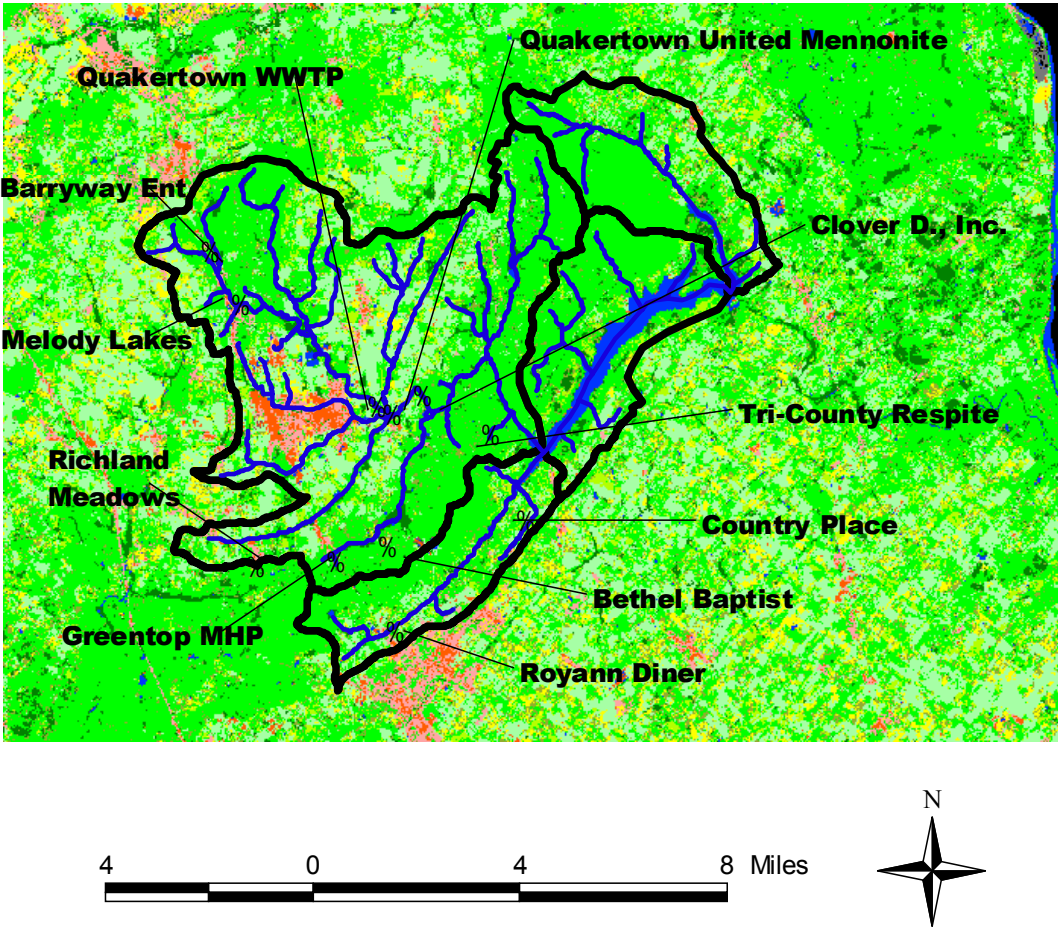 Quakertown United Mennonite
Quakertown WWTP
Barryway Ent
Clover D., Inc.
Melody Lakes
Tri-County Respite
Richland
Meadows
Country Place
Bethel Baptist
Greentop MHP
Royann Diner
%
%
%
%
%
%
%
%
%
%
%
N
4 0 4 8 Miles